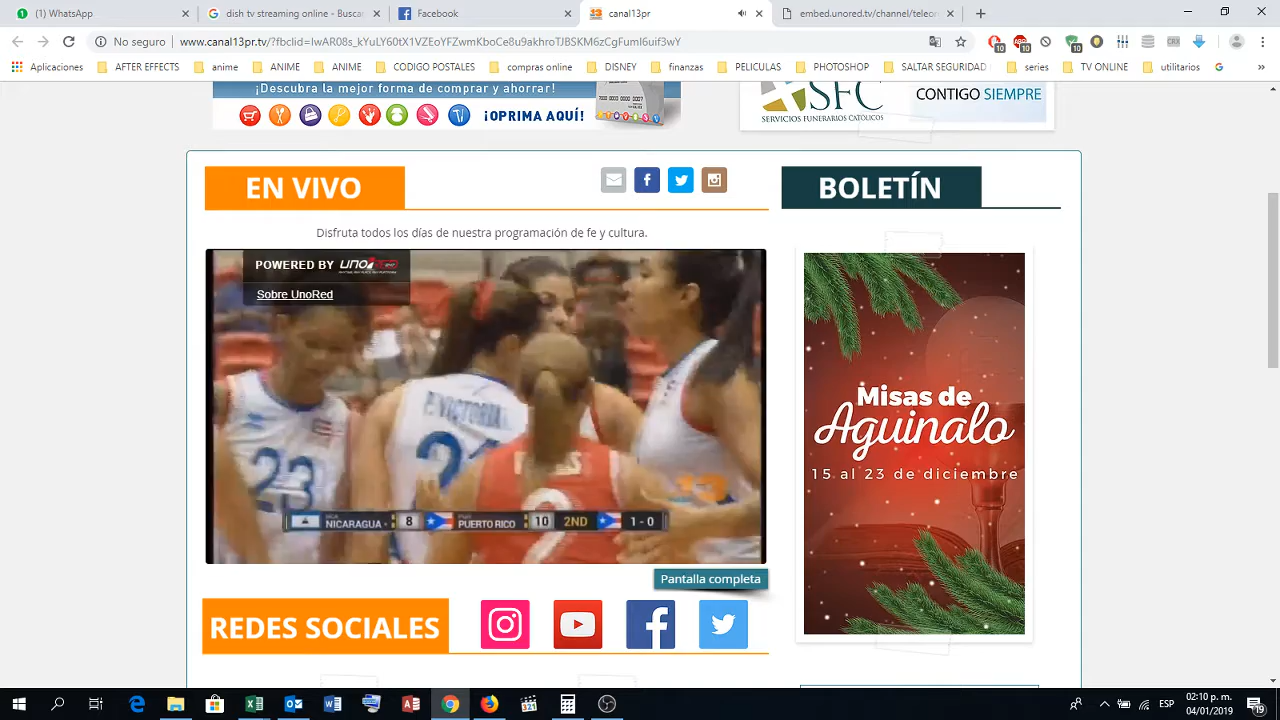 (1) WhatsApp
dish tv streaming online - Busca
Facebook
canal13pr
embed.unored.tv/channel/teleor
No seguro
www.canal13pr.tv/?fbclid=IwAR08s_kYuLY60tX1VZEoYFZwmKboCe8u9akhroTIBSKM6zCgFumI6uif3wY
Aplicaciones
AFTER EFFECTS
anime
ANIME
ANIME
CODIGO POSTALES
compras online
DISNEY
finanzas
PELICULAS
PHOTOSHOP
SALTAR SEGURIDAD
series
TV ONLINE
utilitarios
¡Descubra la mejor forma de comprar y ahorrar!
¡OPRIMA AQUÍ!
SFC
SERVICIOS FUNERARIOS CATÓLICOS
CONTIGO SIEMPRE
EN VIVO
BOLETÍN
Disfruta todos los días de nuestra programación de fe y cultura.
POWERED BY UNORED
Sobre UnoRed
NICARAGUA 8 PUERTO RICO 10 2ND 1 - 0
13
Misas de
Aguinalo
15 al 23 de diciembre
Pantalla completa
REDES SOCIALES
ESP
02:10 p. m.
04/01/2019